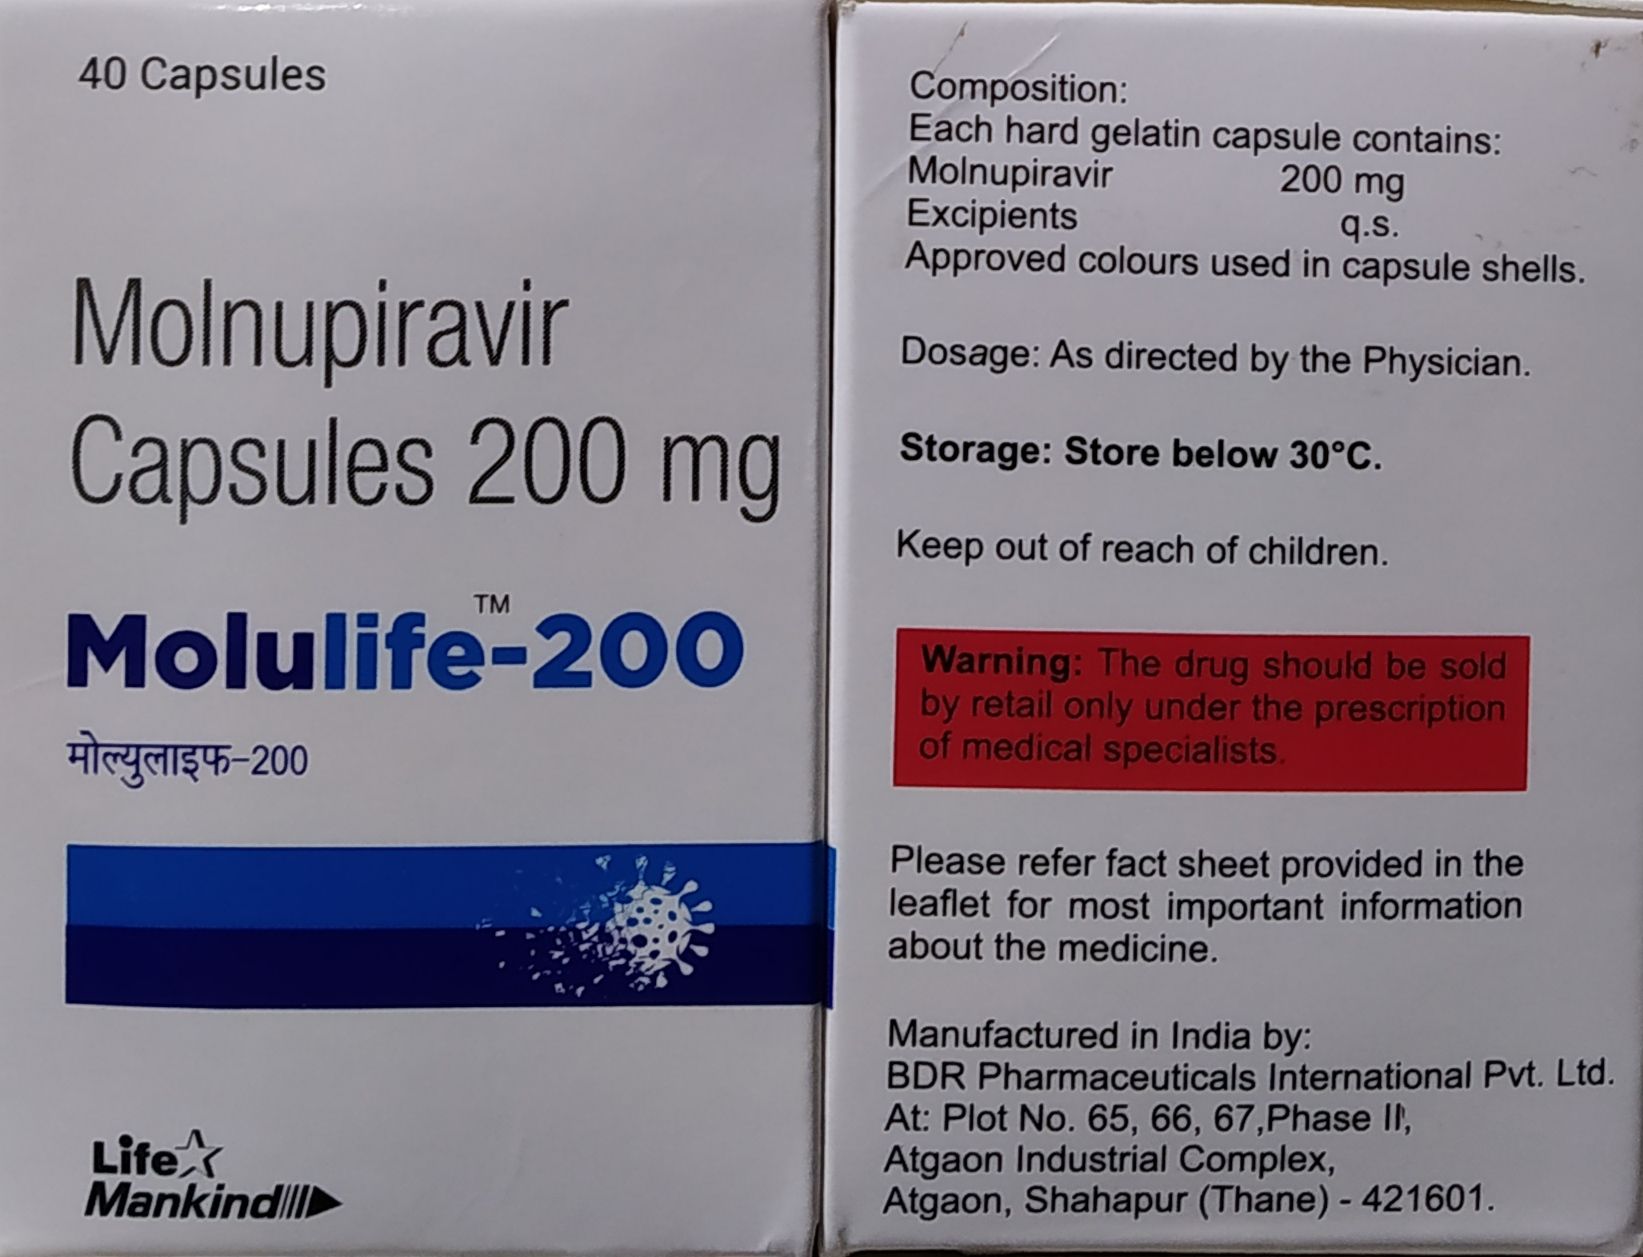 40 Capsules
Molnupiravir
Capsules 200 mg
Molulife™-200
मोल्युलाइफ-200
Life
Mankind
Composition:
Each hard gelatin capsule contains:
Molnupiravir 200 mg
Excipients q.s.
Approved colours used in capsule shells.
Dosage: As directed by the Physician.
Storage: Store below 30°C.
Keep out of reach of children.
Warning: The drug should be sold
by retail only under the prescription
of medical specialists.
Please refer fact sheet provided in the
leaflet for most important information
about the medicine.
Manufactured in India by:
BDR Pharmaceuticals International Pvt. Ltd.
At: Plot No. 65, 66, 67,Phase II,
Atgaon Industrial Complex,
Atgaon, Shahapur (Thane) - 421601.